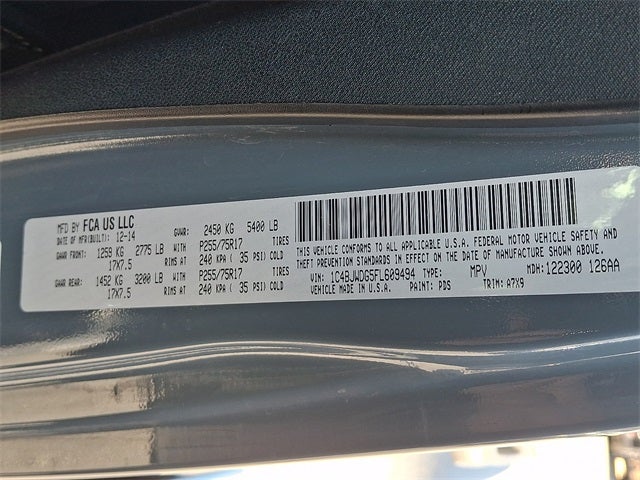 MFD BY FCA US LLC
DATE OF MFR(BUILT): 12-14 GVWR: 2450 KG 5400 LB
GAWR FRONT: 1259 KG 2775 LB WITH P255/75R17 TIRES
17X7.5 RIMS AT 240 KPA ( 35 PSI) COLD
GAWR REAR: 1452 KG 3200 LB WITH P255/75R17 TIRES
17X7.5 RIMS AT 240 KPA ( 35 PSI) COLD
THIS VEHICLE CONFORMS TO ALL APPLICABLE U.S.A. FEDERAL MOTOR VEHICLE SAFETY AND
THEFT PREVENTION STANDARDS IN EFFECT ON THE DATE OF MANUFACTURE SHOWN ABOVE.
VIN: 1C4BJWDG5FL609494 TYPE: MPV MDH: 122300 126AA
VEHICLE MADE IN U.S.A. PAINT: PDS TRIM: A7X9